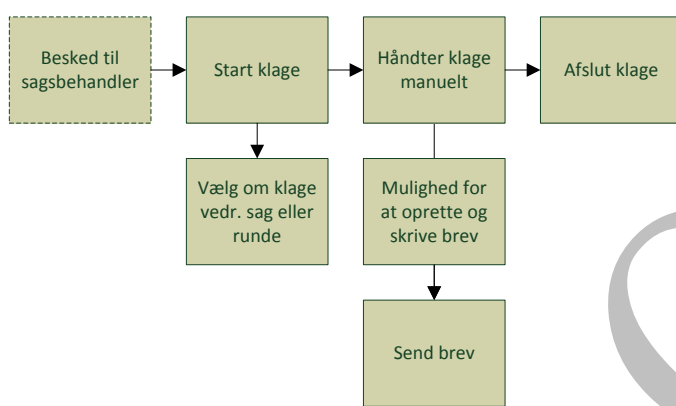 Besked til
sagsbehandler
Start klage
Håndter klage
manuelt
Afslut klage
Vælg om klage
vedr. sag eller
runde
Mulighed for
at oprette og
skrive brev
Send brev